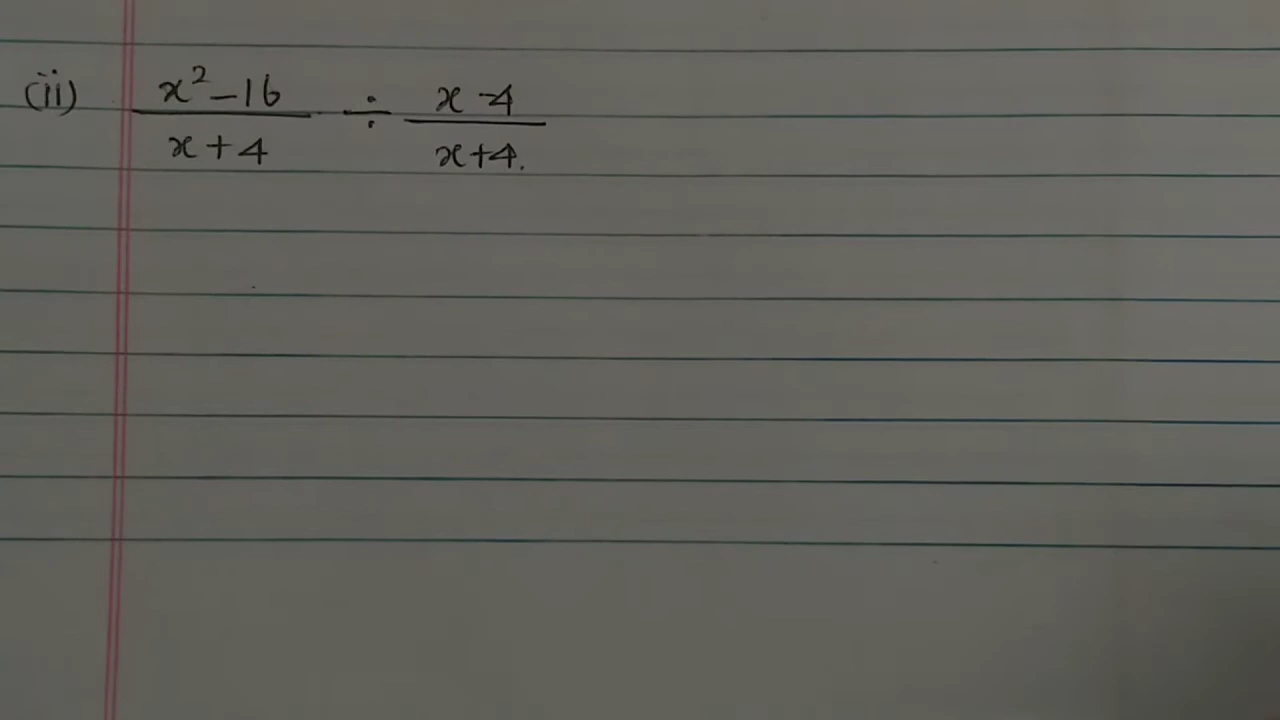 (ii) x²-16 / x+4 ÷ x-4 / x+4.